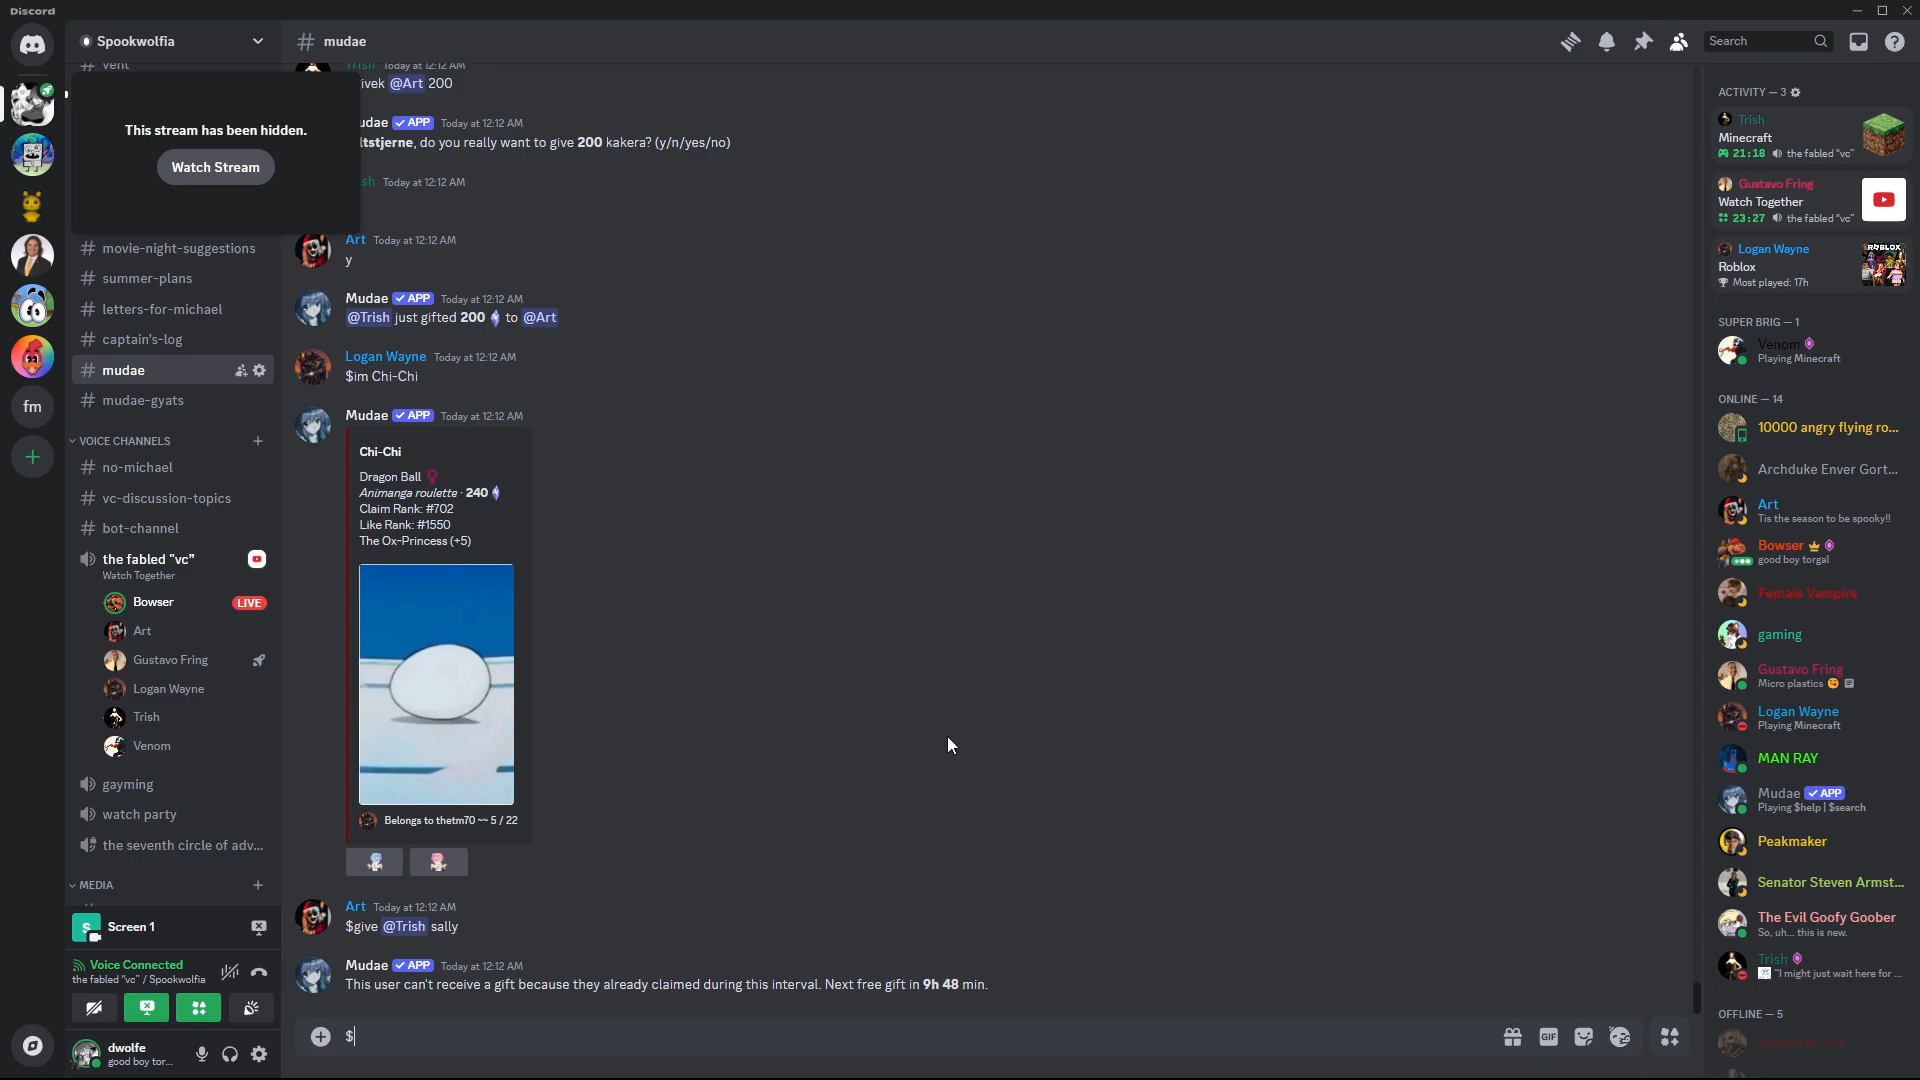 Discord
Spookwolfia
mudae
Search
vent
This stream has been hidden.
Watch Stream
movie-night-suggestions
summer-plans
letters-for-michael
captain's-log
mudae
mudae-gyats
VOICE CHANNELS
no-michael
vc-discussion-topics
bot-channel
the fabled "vc"
Watch Together
Bowser LIVE
Art
Gustavo Fring
Logan Wayne
Trish
Venom
gayming
watch party
the seventh circle of adv...
MEDIA
Screen 1
Voice Connected
the fabled "vc" / Spookwolfia
dwolfe
good boy tor...
fm
Trish Today at 12:12 AM
ivek @Art 200
udae APP Today at 12:12 AM
ltstjerne, do you really want to give 200 kakera? (y/n/yes/no)
sh Today at 12:12 AM
Art Today at 12:12 AM
y
Mudae APP Today at 12:12 AM
@Trish just gifted 200 to @Art
Logan Wayne Today at 12:12 AM
$im Chi-Chi
Mudae APP Today at 12:12 AM
Chi-Chi
Dragon Ball
Animanga roulette · 240
Claim Rank: #702
Like Rank: #1550
The Ox-Princess (+5)
Belongs to thetm70 ~~ 5 / 22
Art Today at 12:12 AM
$give @Trish sally
Mudae APP Today at 12:12 AM
This user can't receive a gift because they already claimed during this interval. Next free gift in 9h 48 min.
$
GIF
ACTIVITY — 3
Trish
Minecraft
21:18 the fabled "vc"
Gustavo Fring
Watch Together
23:27 the fabled "vc"
Logan Wayne
Roblox
Most played: 17h
ROBLOX
SUPER BRIG — 1
Venom
Playing Minecraft
ONLINE — 14
10000 angry flying ro...
Archduke Enver Gort...
Art
Tis the season to be spooky!!
Bowser
good boy torgal
Female Vampire
gaming
Gustavo Fring
Micro plastics
Logan Wayne
Playing Minecraft
MAN RAY
Mudae APP
Playing $help | $search
Peakmaker
Senator Steven Armst...
The Evil Goofy Goober
So, uh... this is new.
Trish
"I might just wait here for ...
OFFLINE — 5